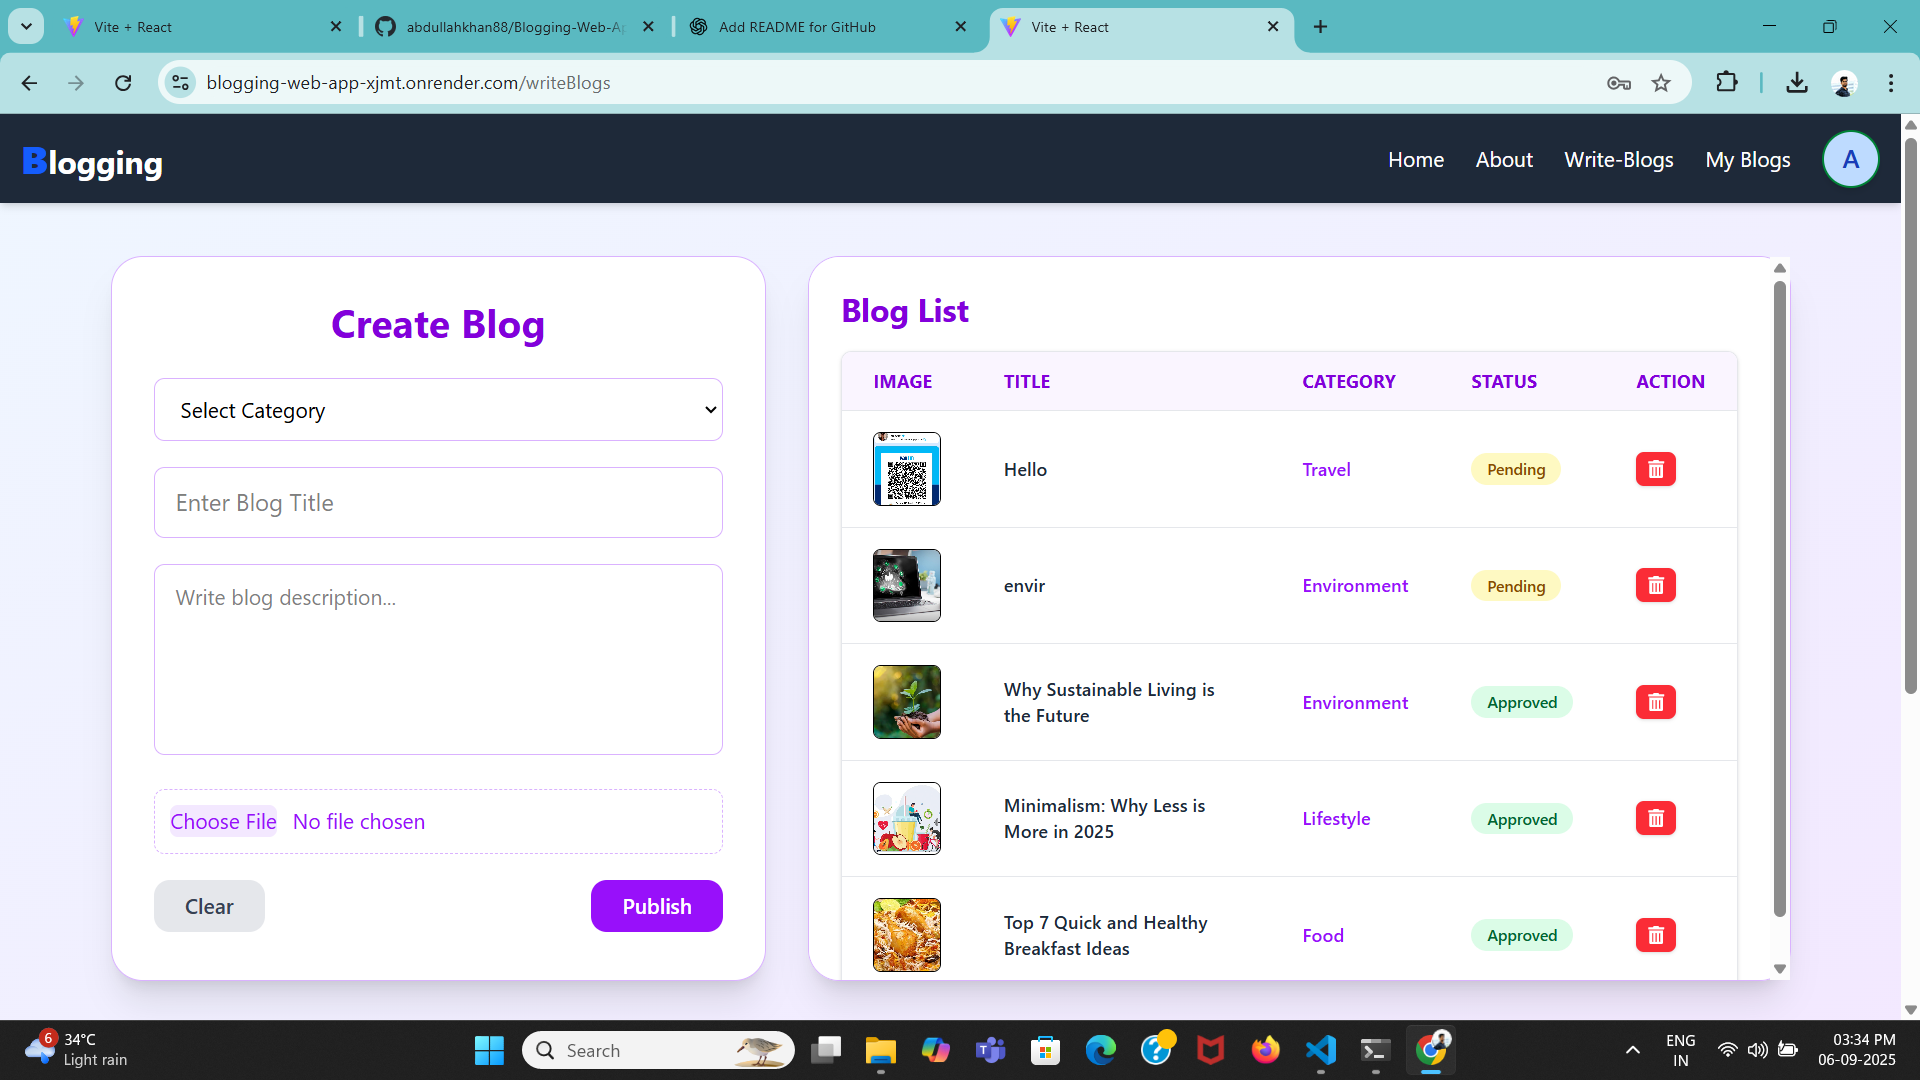 Vite + React
abdullahkhan88/Blogging-Web-Ap
Add README for GitHub
Vite + React
blogging-web-app-xjmt.onrender.com/writeBlogs
Blogging
Home
About
Write-Blogs
My Blogs
A
Create Blog
Select Category
Enter Blog Title
Write blog description...
Choose File No file chosen
Clear
Publish
Blog List
IMAGE TITLE CATEGORY STATUS ACTION
Hello Travel Pending
envir Environment Pending
Why Sustainable Living is
the Future
Environment Approved
Minimalism: Why Less is
More in 2025
Lifestyle Approved
Top 7 Quick and Healthy
Breakfast Ideas
Food Approved
6
34°C
Light rain
Search
ENG
IN
03:34 PM
06-09-2025